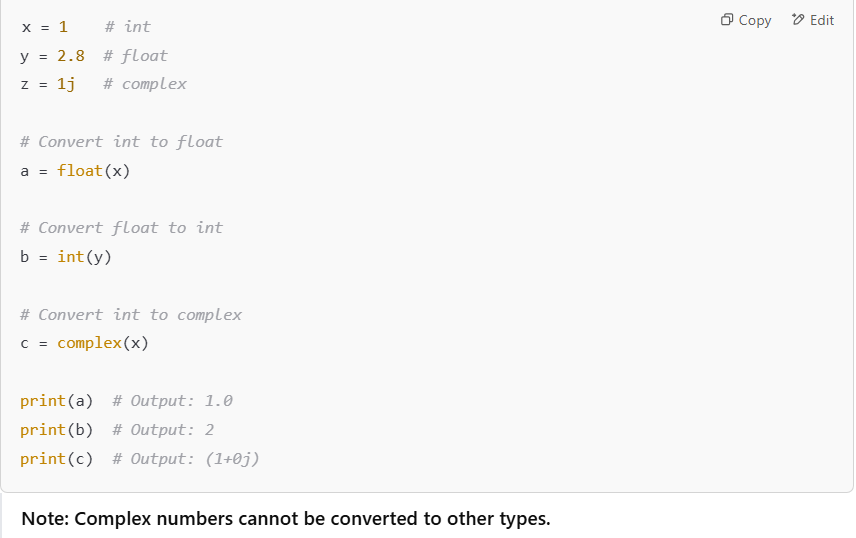 Copy Edit
x = 1    # int
y = 2.8  # float
z = 1j   # complex
# Convert int to float
a = float(x)
# Convert float to int
b = int(y)
# Convert int to complex
c = complex(x)
print(a)  # Output: 1.0
print(b)  # Output: 2
print(c)  # Output: (1+0j)
Note: Complex numbers cannot be converted to other types.